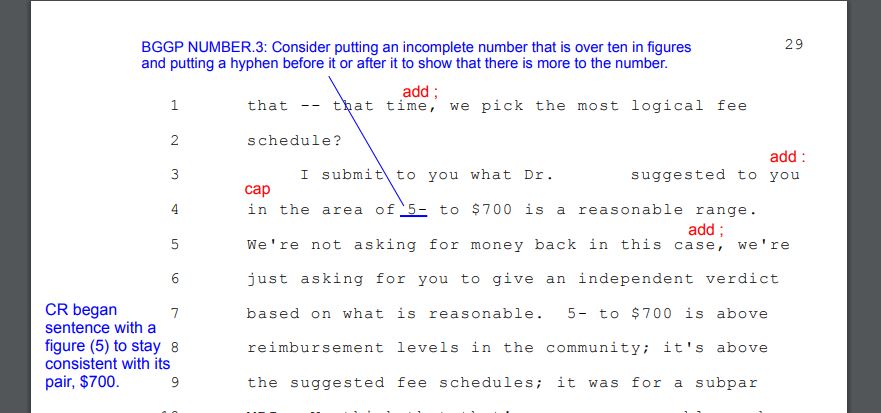 BGGP NUMBER.3: Consider putting an incomplete number that is over ten in figures
and putting a hyphen before it or after it to show that there is more to the number.
29
add ;
1 that -- that time, we pick the most logical fee
2 schedule?
add :
3 I submit to you what Dr. suggested to you
cap
4 in the area of 5- to $700 is a reasonable range.
add ;
5 We're not asking for money back in this case, we're
6 just asking for you to give an independent verdict
7 based on what is reasonable. 5- to $700 is above
8 reimbursement levels in the community; it's above
9 the suggested fee schedules; it was for a subpar
CR began
sentence with a
figure (5) to stay
consistent with its
pair, $700.